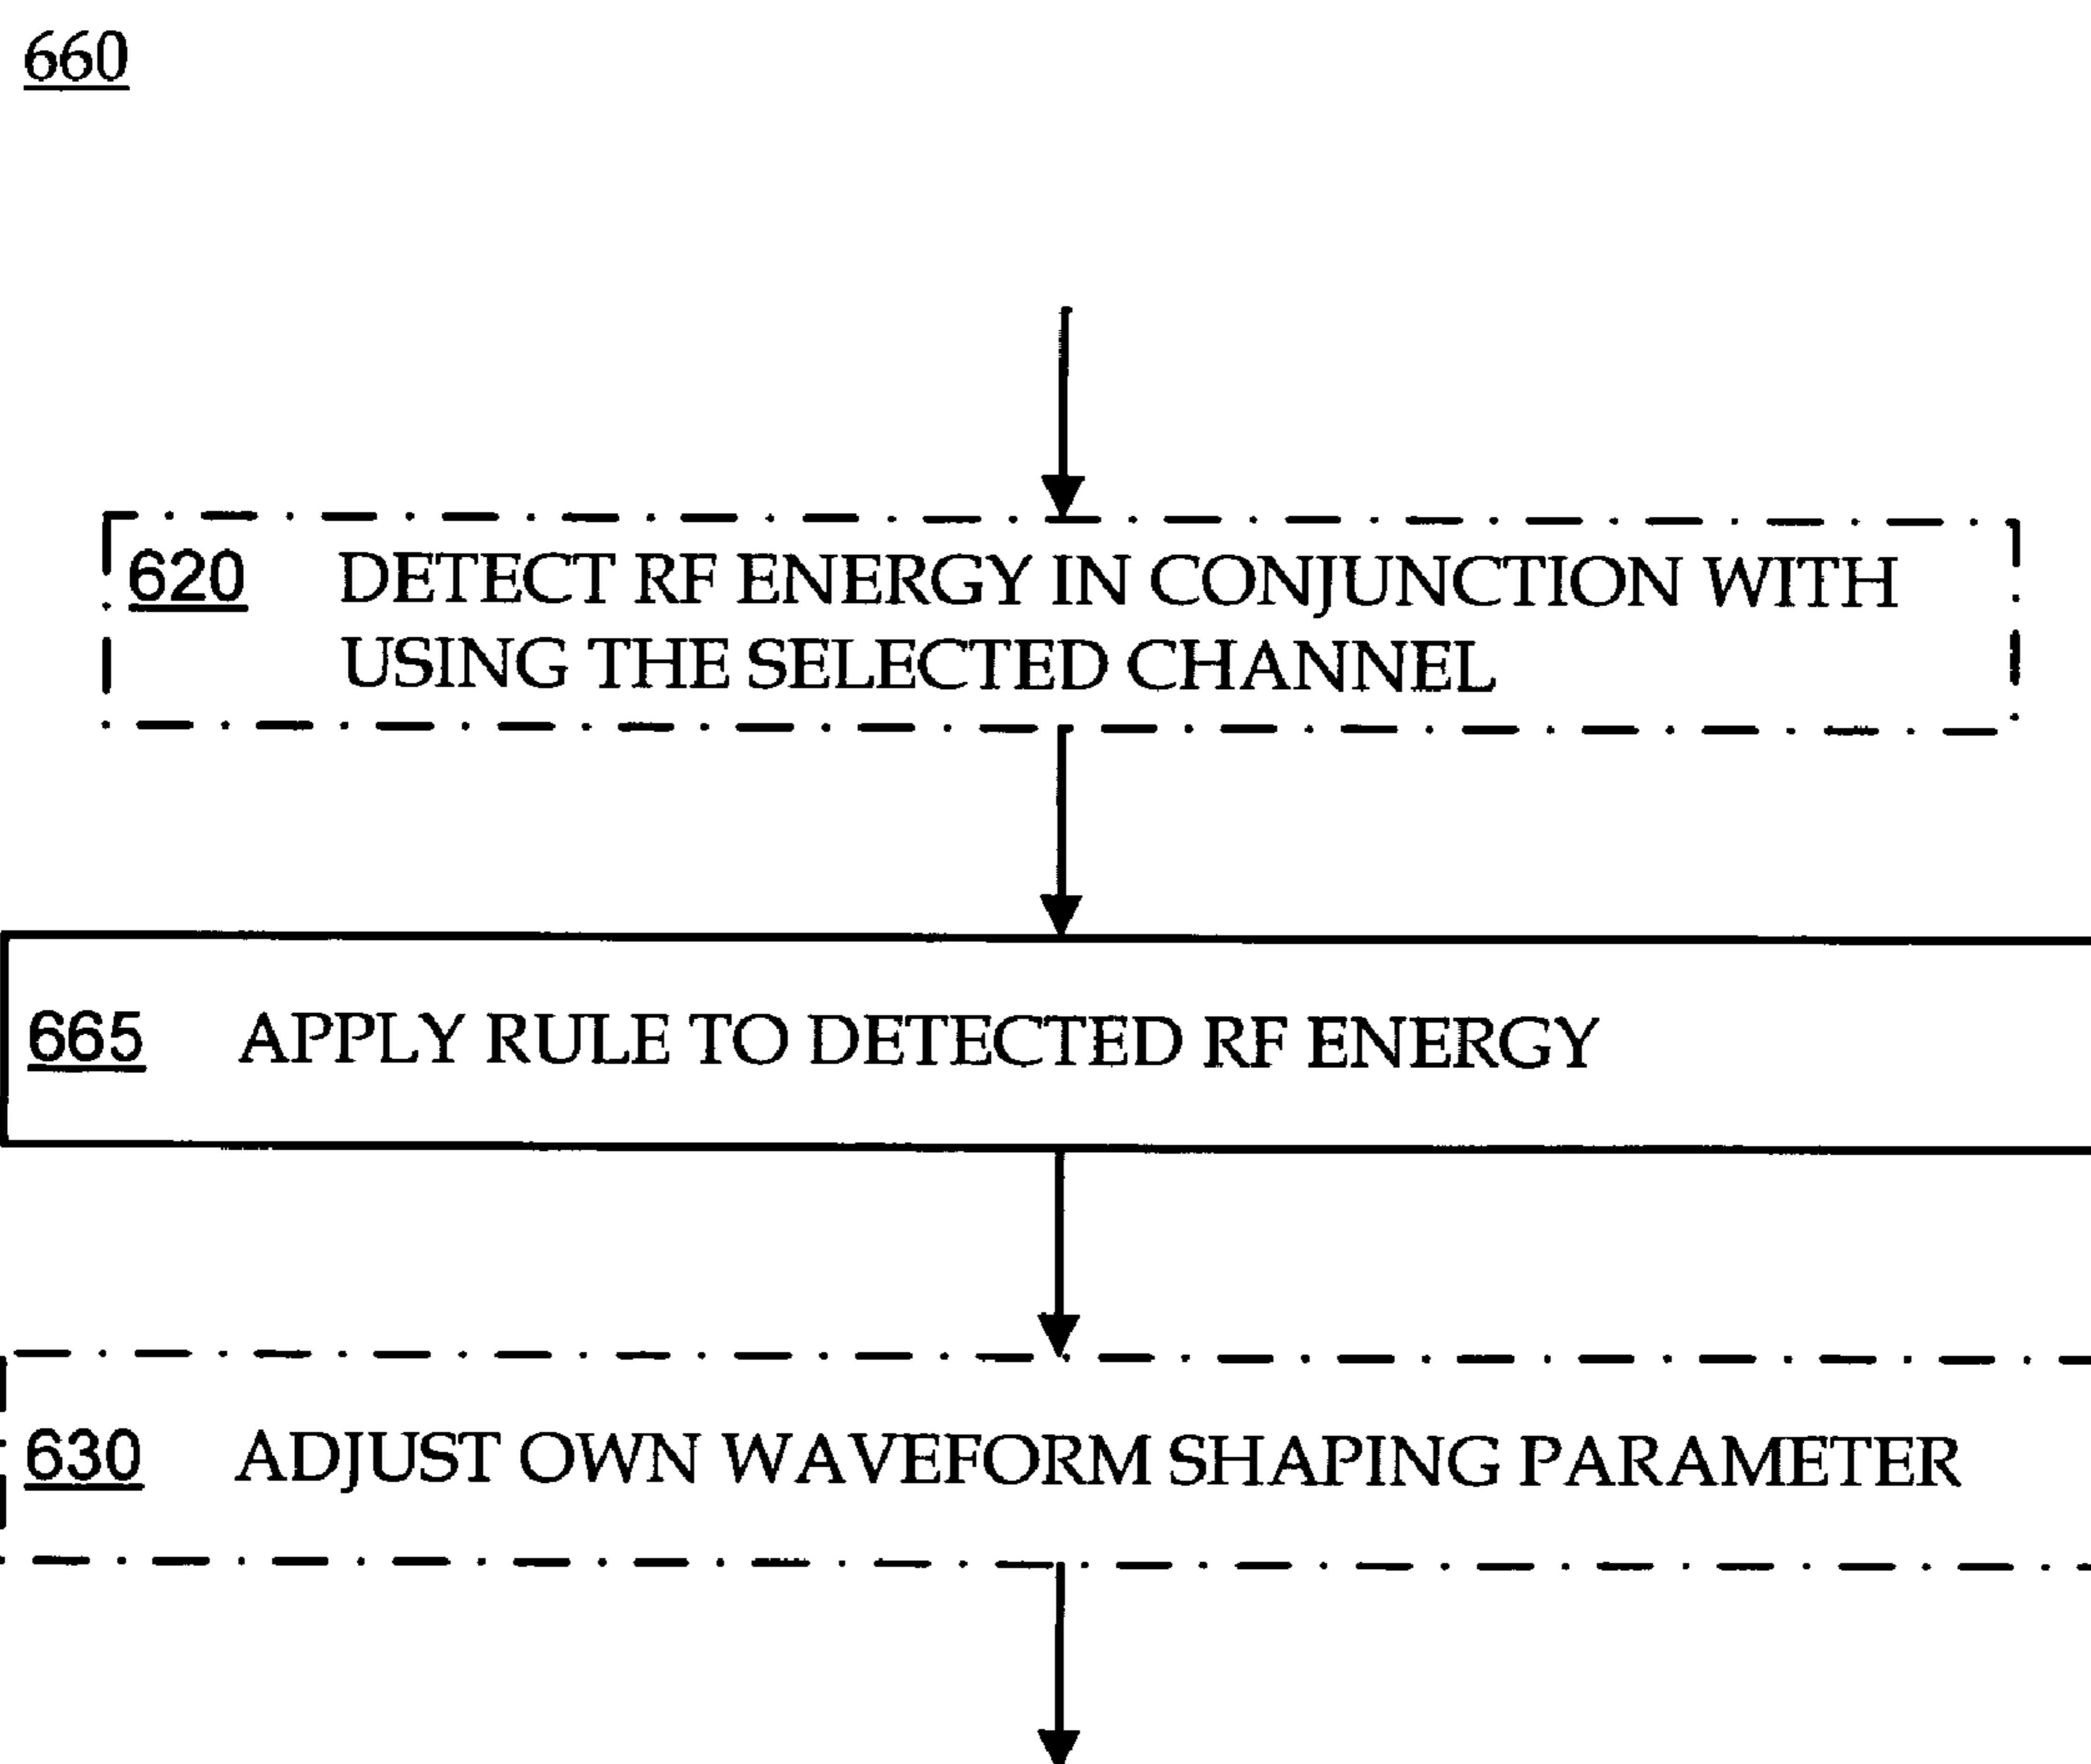 660
620 DETECT RF ENERGY IN CONJUNCTION WITH
USING THE SELECTED CHANNEL
665 APPLY RULE TO DETECTED RF ENERGY
630 ADJUST OWN WAVEFORM SHAPING PARAMETER